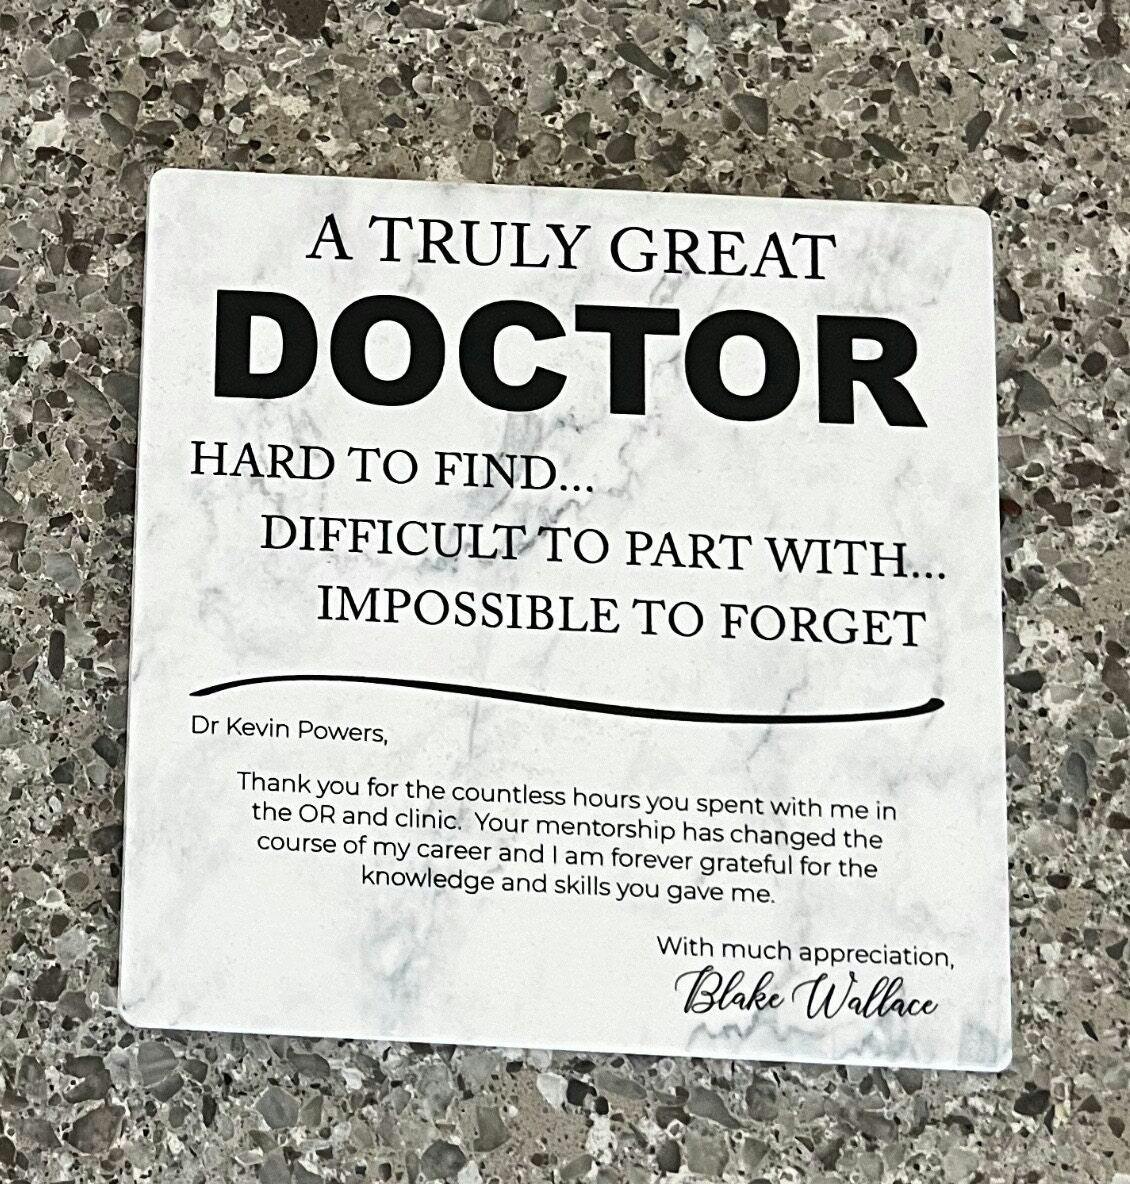 A TRULY GREAT
DOCTOR
HARD TO FIND...
DIFFICULT TO PART WITH...
IMPOSSIBLE TO FORGET
Dr Kevin Powers,
Thank you for the countless hours you spent with me in
the OR and clinic. Your mentorship has changed the
course of my career and I am forever grateful for the
knowledge and skills you gave me.
With much appreciation,
Blake Wallace